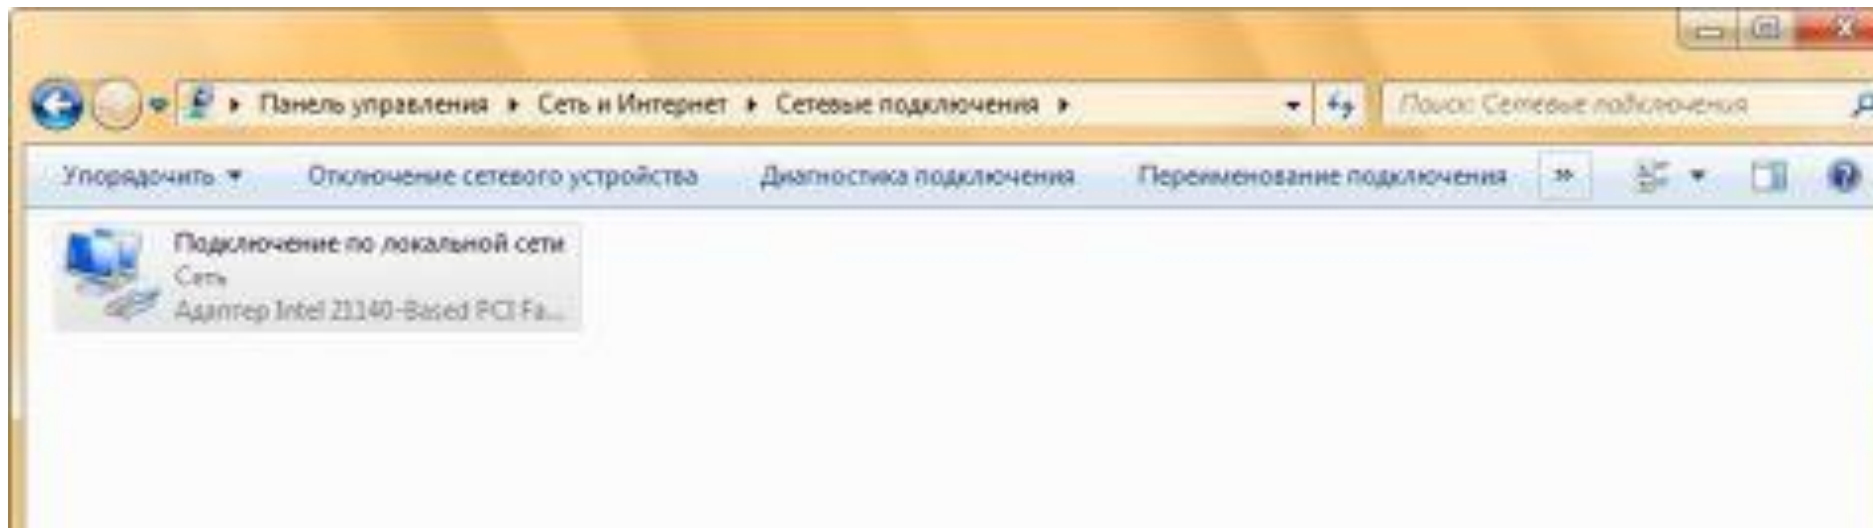 Панель управления ▸ Сеть и Интернет ▸ Сетевые подключения ▸
Поиск: Сетевые подключения
Упорядочить ▾ Отключение сетевого устройства Диагностика подключения Переименование подключения »
Подключение по локальной сети
Сеть
Адаптер Intel 21140-Based PCI Fa...